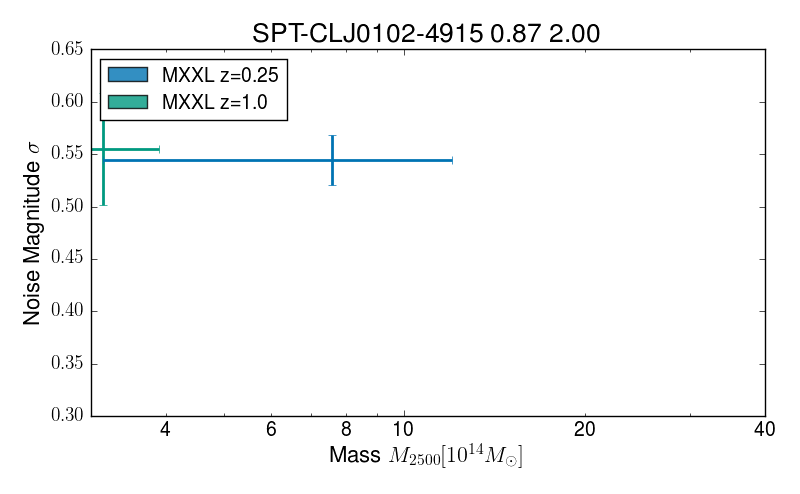 SPT-CLJ0102-4915 0.87 2.00
MXXL z=0.25
MXXL z=1.0
Noise Magnitude σ
0.65
0.60
0.55
0.50
0.45
0.40
0.35
0.30
4 6 8 10 20 40
Mass M₂₅₀₀[10¹⁴M⊙]